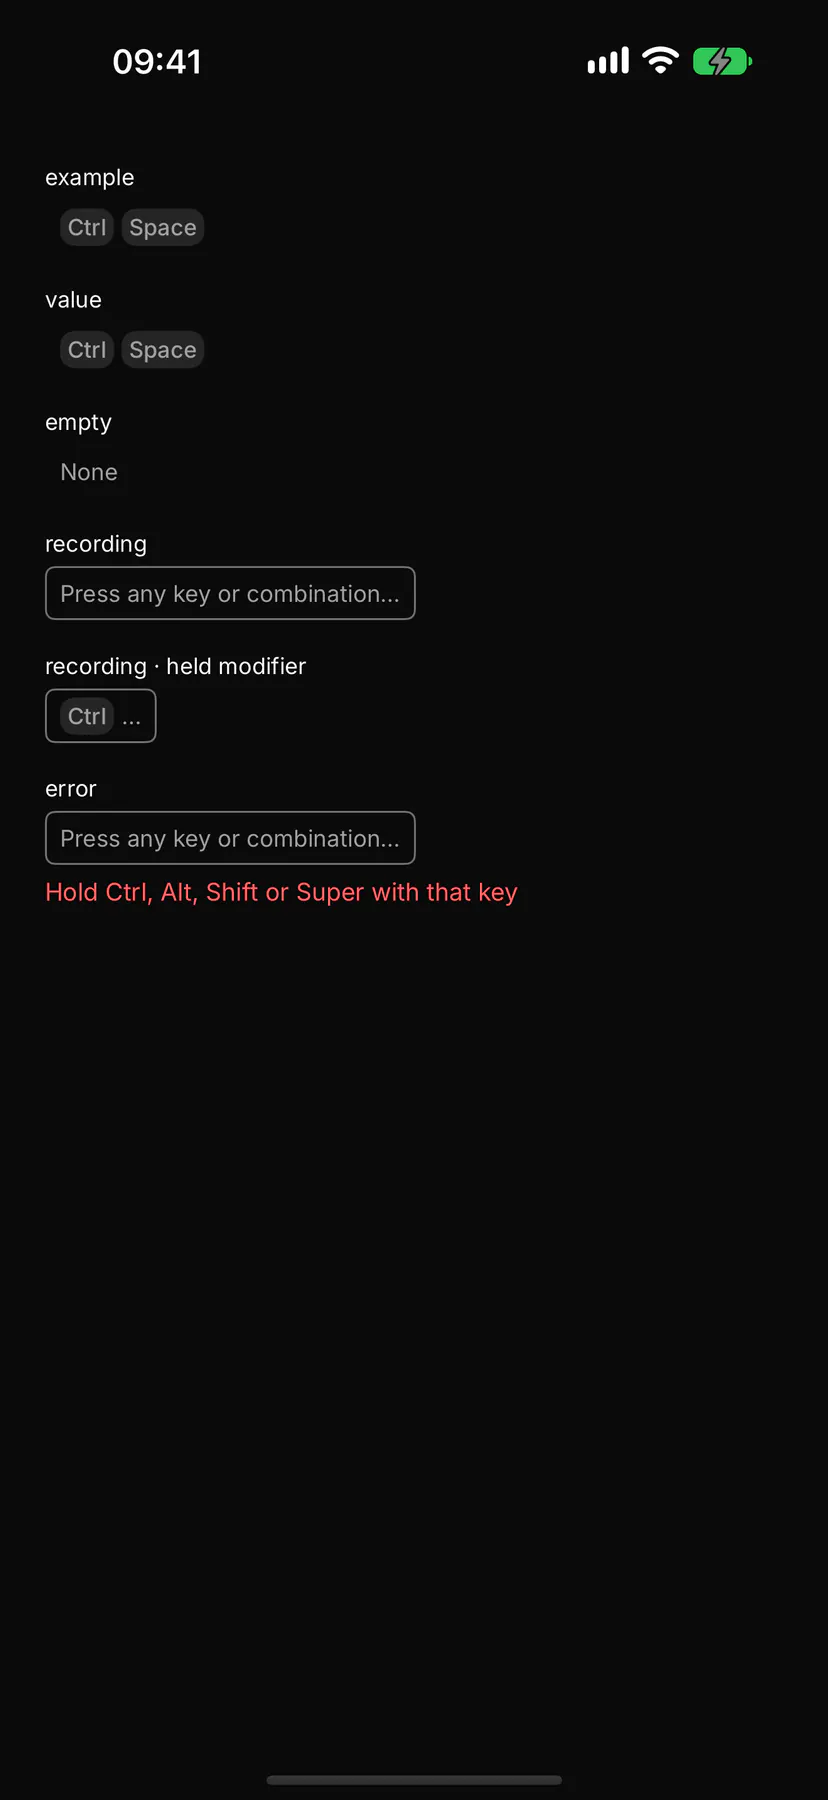 09:41
example
Ctrl Space
value
Ctrl Space
empty
None
recording
Press any key or combination...
recording · held modifier
Ctrl ...
error
Press any key or combination...
Hold Ctrl, Alt, Shift or Super with that key